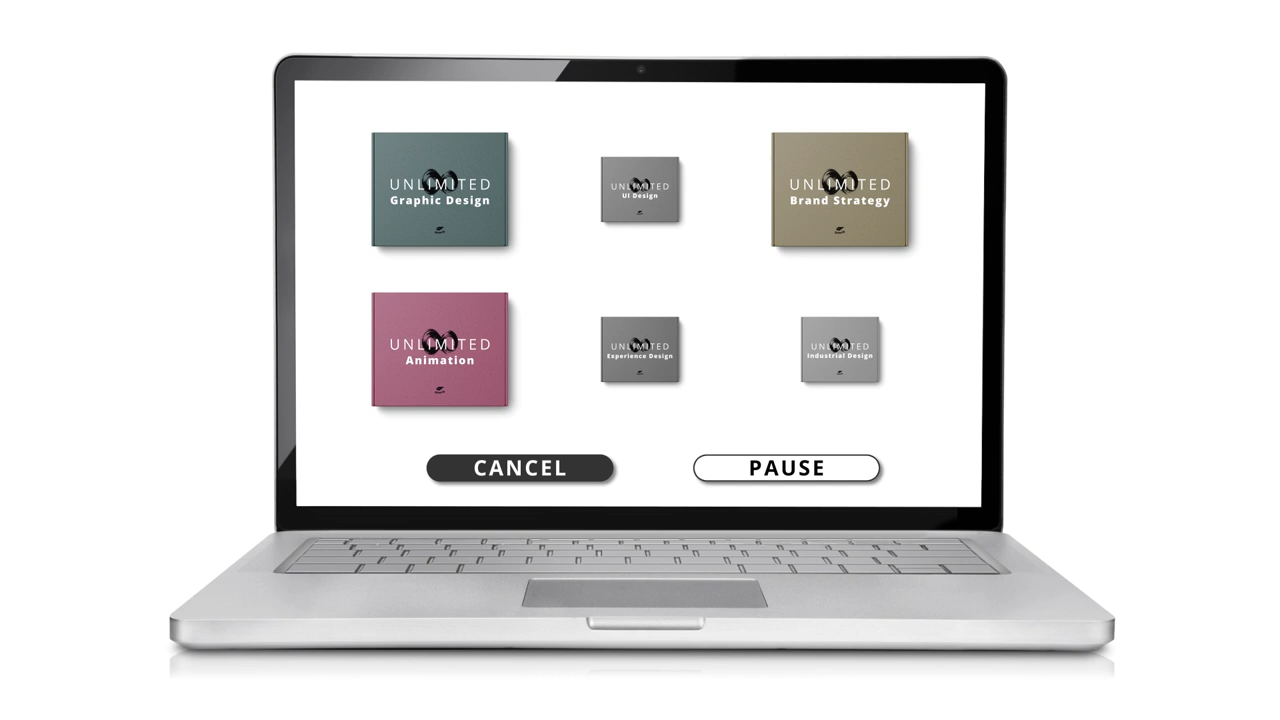 UNLIMITED
Graphic Design
UNLIMITED
UI Design
UNLIMITED
Brand Strategy
UNLIMITED
Animation
UNLIMITED
Experience Design
UNLIMITED
Industrial Design
CANCEL
PAUSE